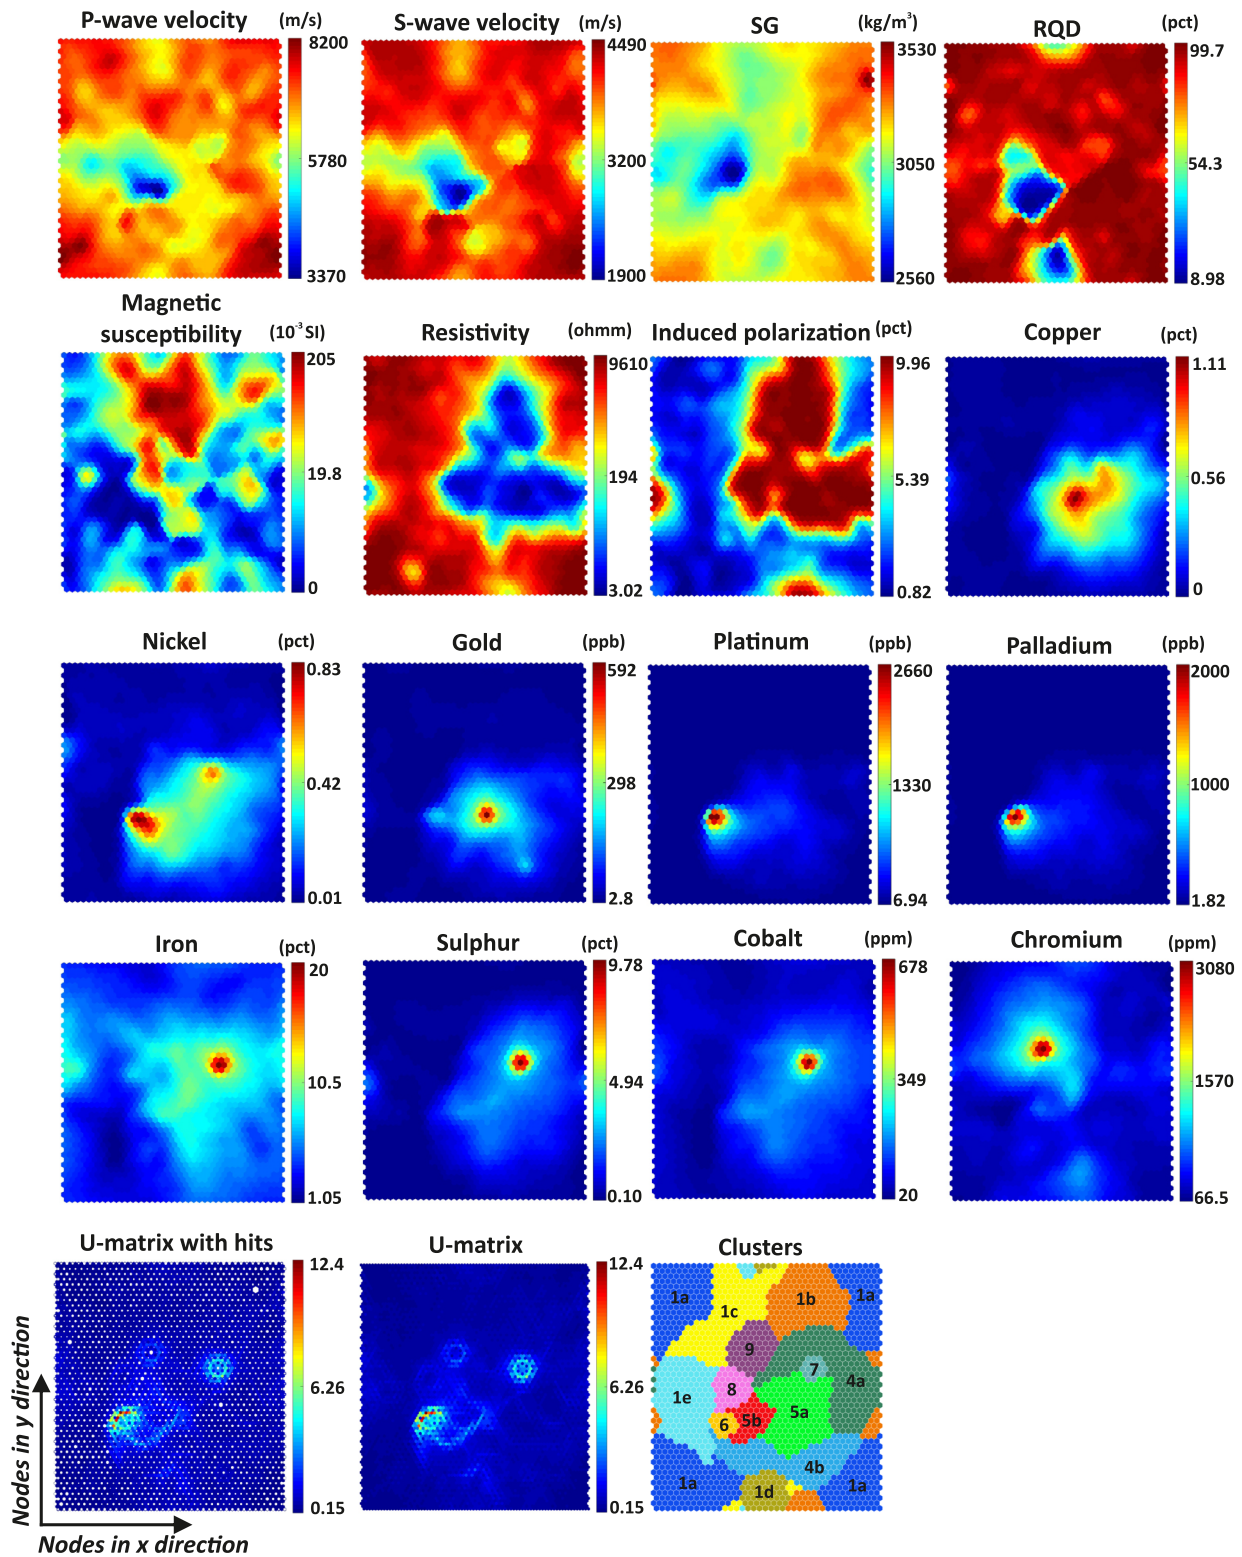 P-wave velocity (m/s)
8200
5780
3370
S-wave velocity (m/s)
4490
3200
1900
SG (kg/m³)
3530
3050
2560
RQD (pct)
99.7
54.3
8.98
Magnetic
susceptibility (10⁻³ SI)
205
19.8
0
Resistivity (ohmm)
9610
194
3.02
Induced polarization (pct)
9.96
5.39
0.82
Copper (pct)
1.11
0.56
0
Nickel (pct)
0.83
0.42
0.01
Gold (ppb)
592
298
2.8
Platinum (ppb)
2660
1330
6.94
Palladium (ppb)
2000
1000
1.82
Iron (pct)
20
10.5
1.05
Sulphur (pct)
9.78
4.94
0.10
Cobalt (ppm)
678
349
20
Chromium (ppm)
3080
1570
66.5
U-matrix with hits
12.4
6.26
0.15
Nodes in y direction
Nodes in x direction
U-matrix
12.4
6.26
0.15
Clusters
1a 1c 1b 1a
9
7
4a
1e 8
5a
6 5b
4b
1a 1d 1a